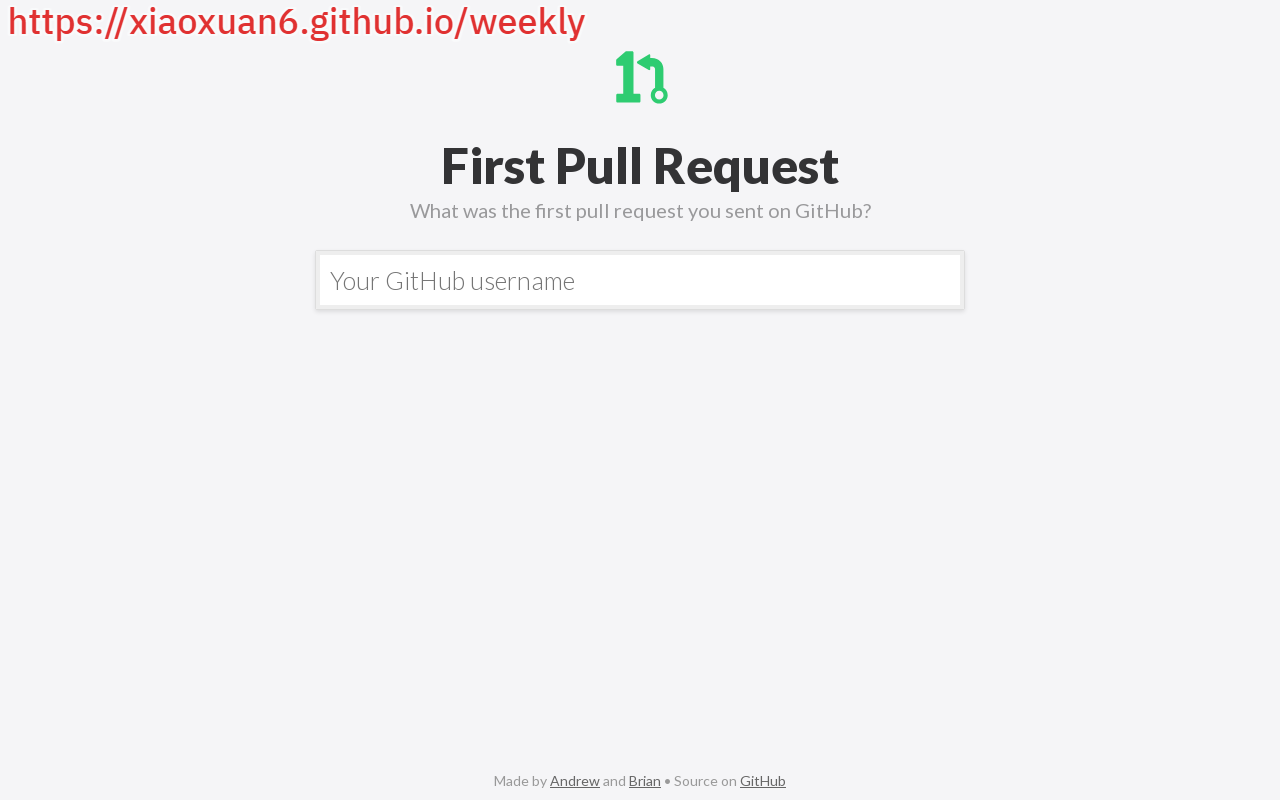 https://xiaoxuan6.github.io/weekly
First Pull Request
What was the first pull request you sent on GitHub?
Your GitHub username
Made by Andrew and Brian • Source on GitHub